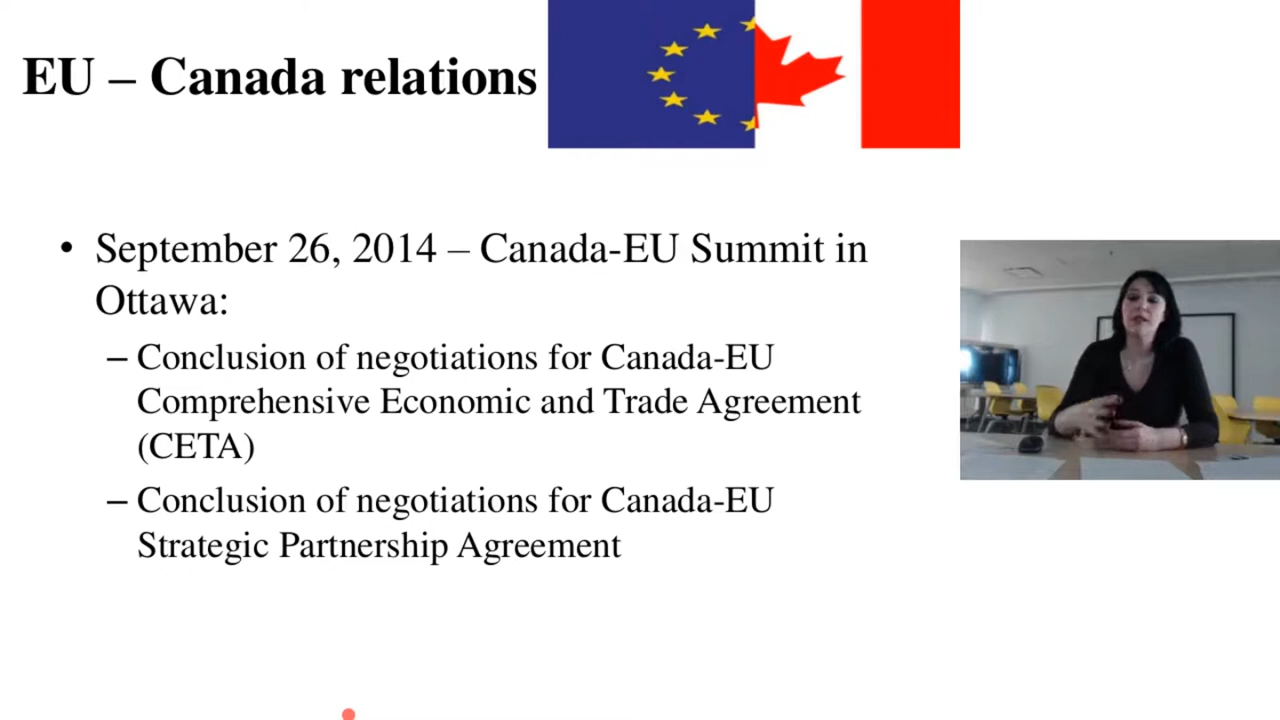 EU – Canada relations
• September 26, 2014 – Canada-EU Summit in
Ottawa:
– Conclusion of negotiations for Canada-EU
Comprehensive Economic and Trade Agreement
(CETA)
– Conclusion of negotiations for Canada-EU
Strategic Partnership Agreement